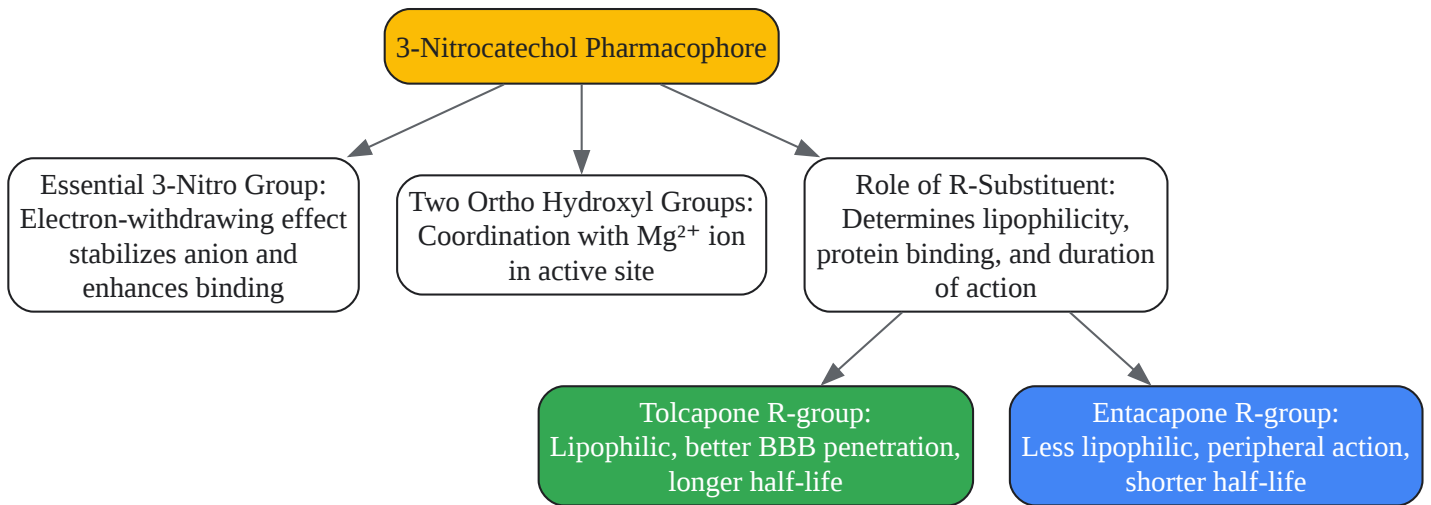 3-Nitrocatechol Pharmacophore
Essential 3-Nitro Group:
Electron-withdrawing effect
stabilizes anion and
enhances binding
Two Ortho Hydroxyl Groups:
Coordination with Mg²⁺ ion
in active site
Role of R-Substituent:
Determines lipophilicity,
protein binding, and duration
of action
Tolcapone R-group:
Lipophilic, better BBB penetration,
longer half-life
Entacapone R-group:
Less lipophilic, peripheral action,
shorter half-life